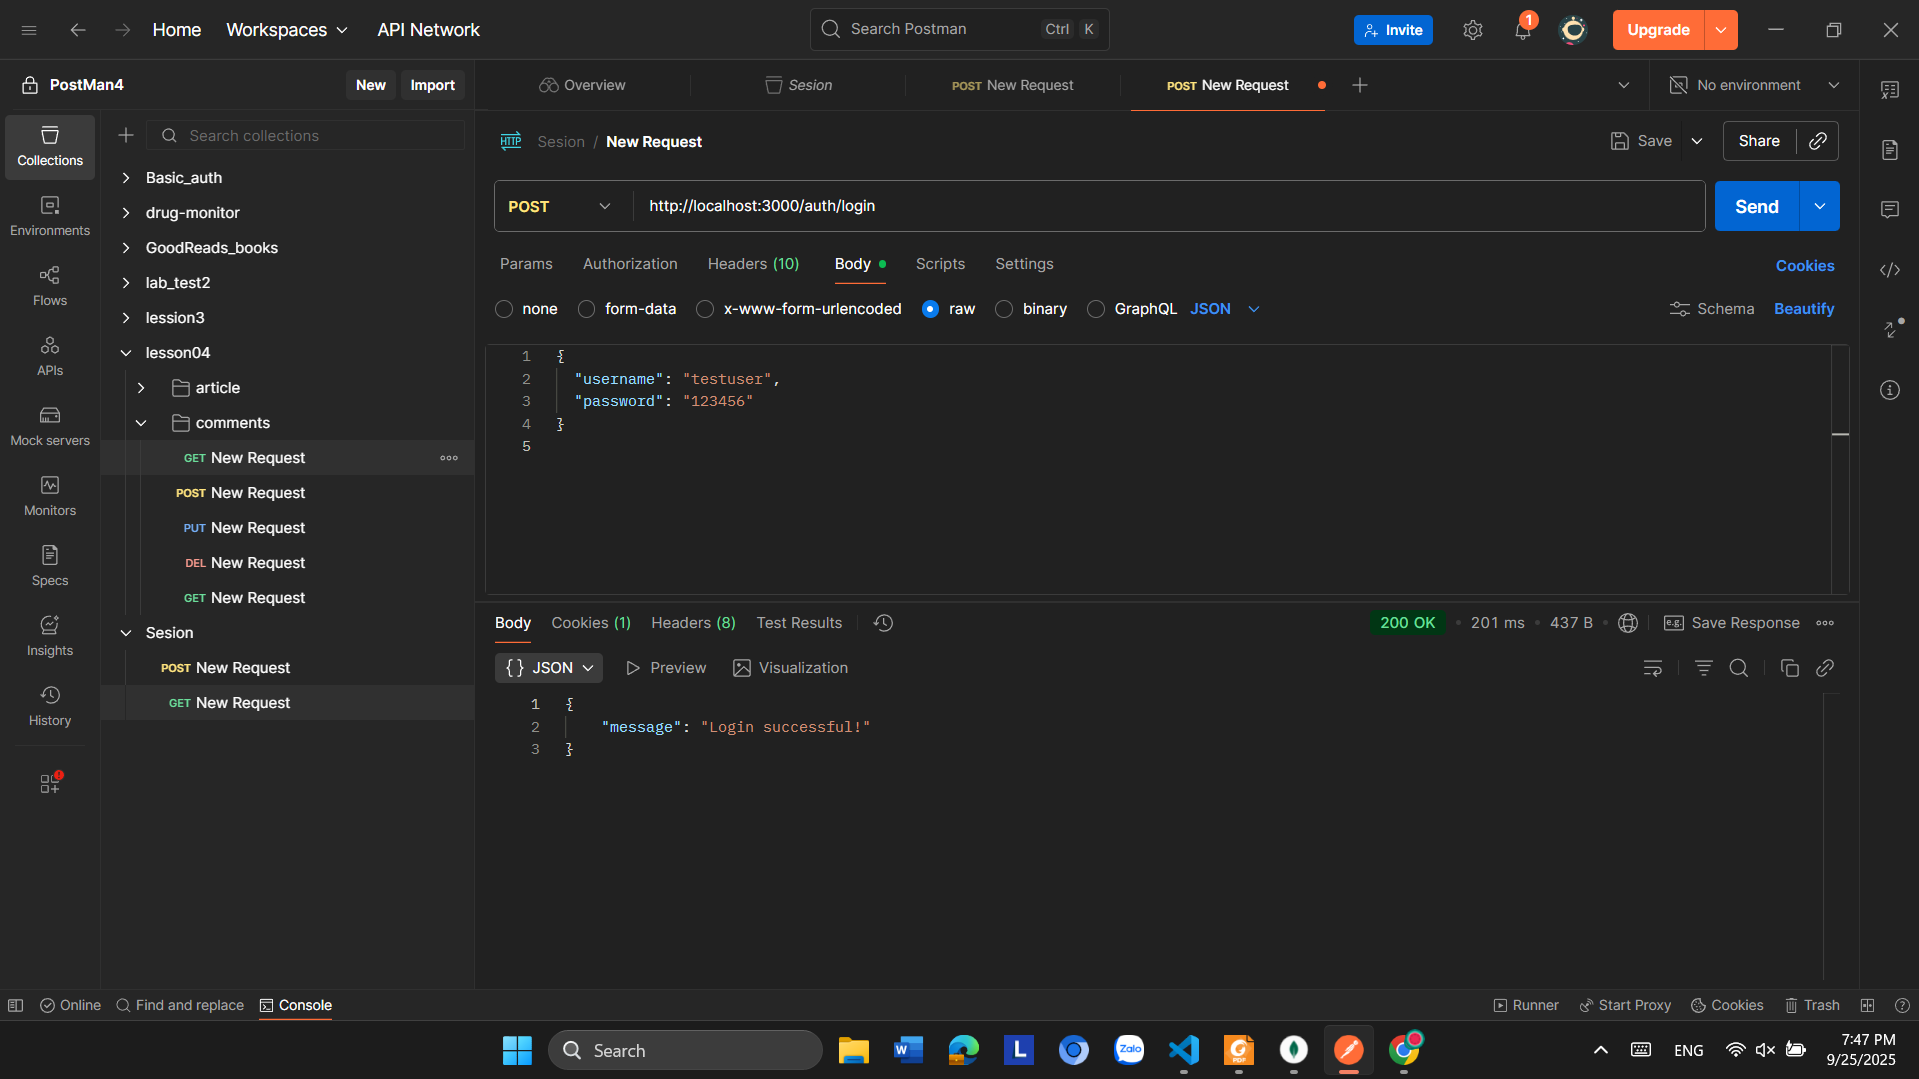 Home
Workspaces
API Network
Search Postman
Ctrl
K
Invite
1
Upgrade
PostMan4
New
Import
Overview
Sesion
POST New Request
POST New Request
No environment
Collections
Environments
Flows
APIs
Mock servers
Monitors
Specs
Insights
History
Search collections
Basic_auth
drug-monitor
GoodReads_books
lab_test2
lession3
lesson04
article
comments
GET New Request
POST New Request
PUT New Request
DEL New Request
GET New Request
Sesion
POST New Request
GET New Request
HTTP
Sesion / New Request
Save
Share
POST
http://localhost:3000/auth/login
Send
Params
Authorization
Headers (10)
Body
Scripts
Settings
Cookies
none
form-data
x-www-form-urlencoded
raw
binary
GraphQL
JSON
Schema
Beautify
1 {
2 "username": "testuser",
3 "password": "123456"
4 }
5
Body
Cookies (1)
Headers (8)
Test Results
200 OK
201 ms
437 B
e.g.
Save Response
{} JSON
Preview
Visualization
1 {
2 "message": "Login successful!"
3 }
Online
Find and replace
Console
Runner
Start Proxy
Cookies
Trash
Search
W
L
Zalo
PDF
ENG
7:47 PM
9/25/2025